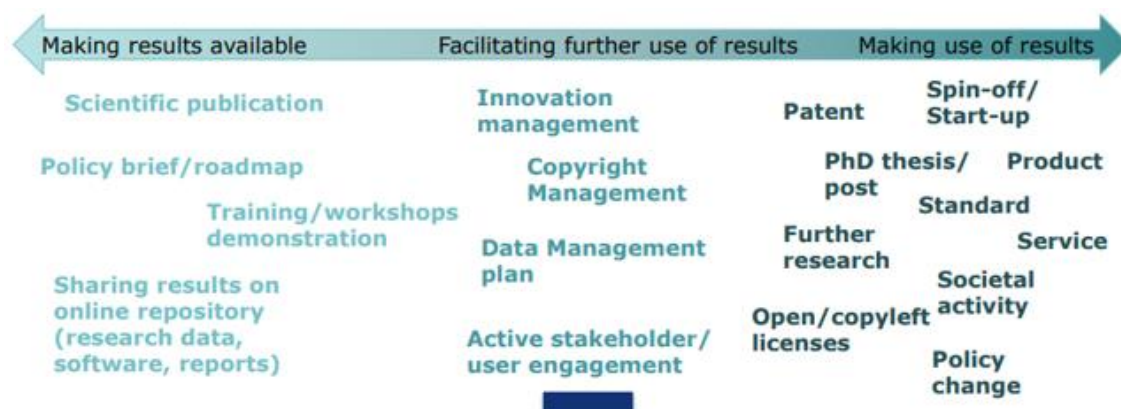 Making results available
Facilitating further use of results
Making use of results
Scientific publication
Policy brief/roadmap
Training/workshops
demonstration
Sharing results on
online repository
(research data,
software, reports)
Innovation
management
Copyright
Management
Data Management
plan
Active stakeholder/
user engagement
Patent
Spin-off/
Start-up
PhD thesis/
post
Product
Standard
Further
research
Service
Societal
activity
Open/copyleft
licenses
Policy
change